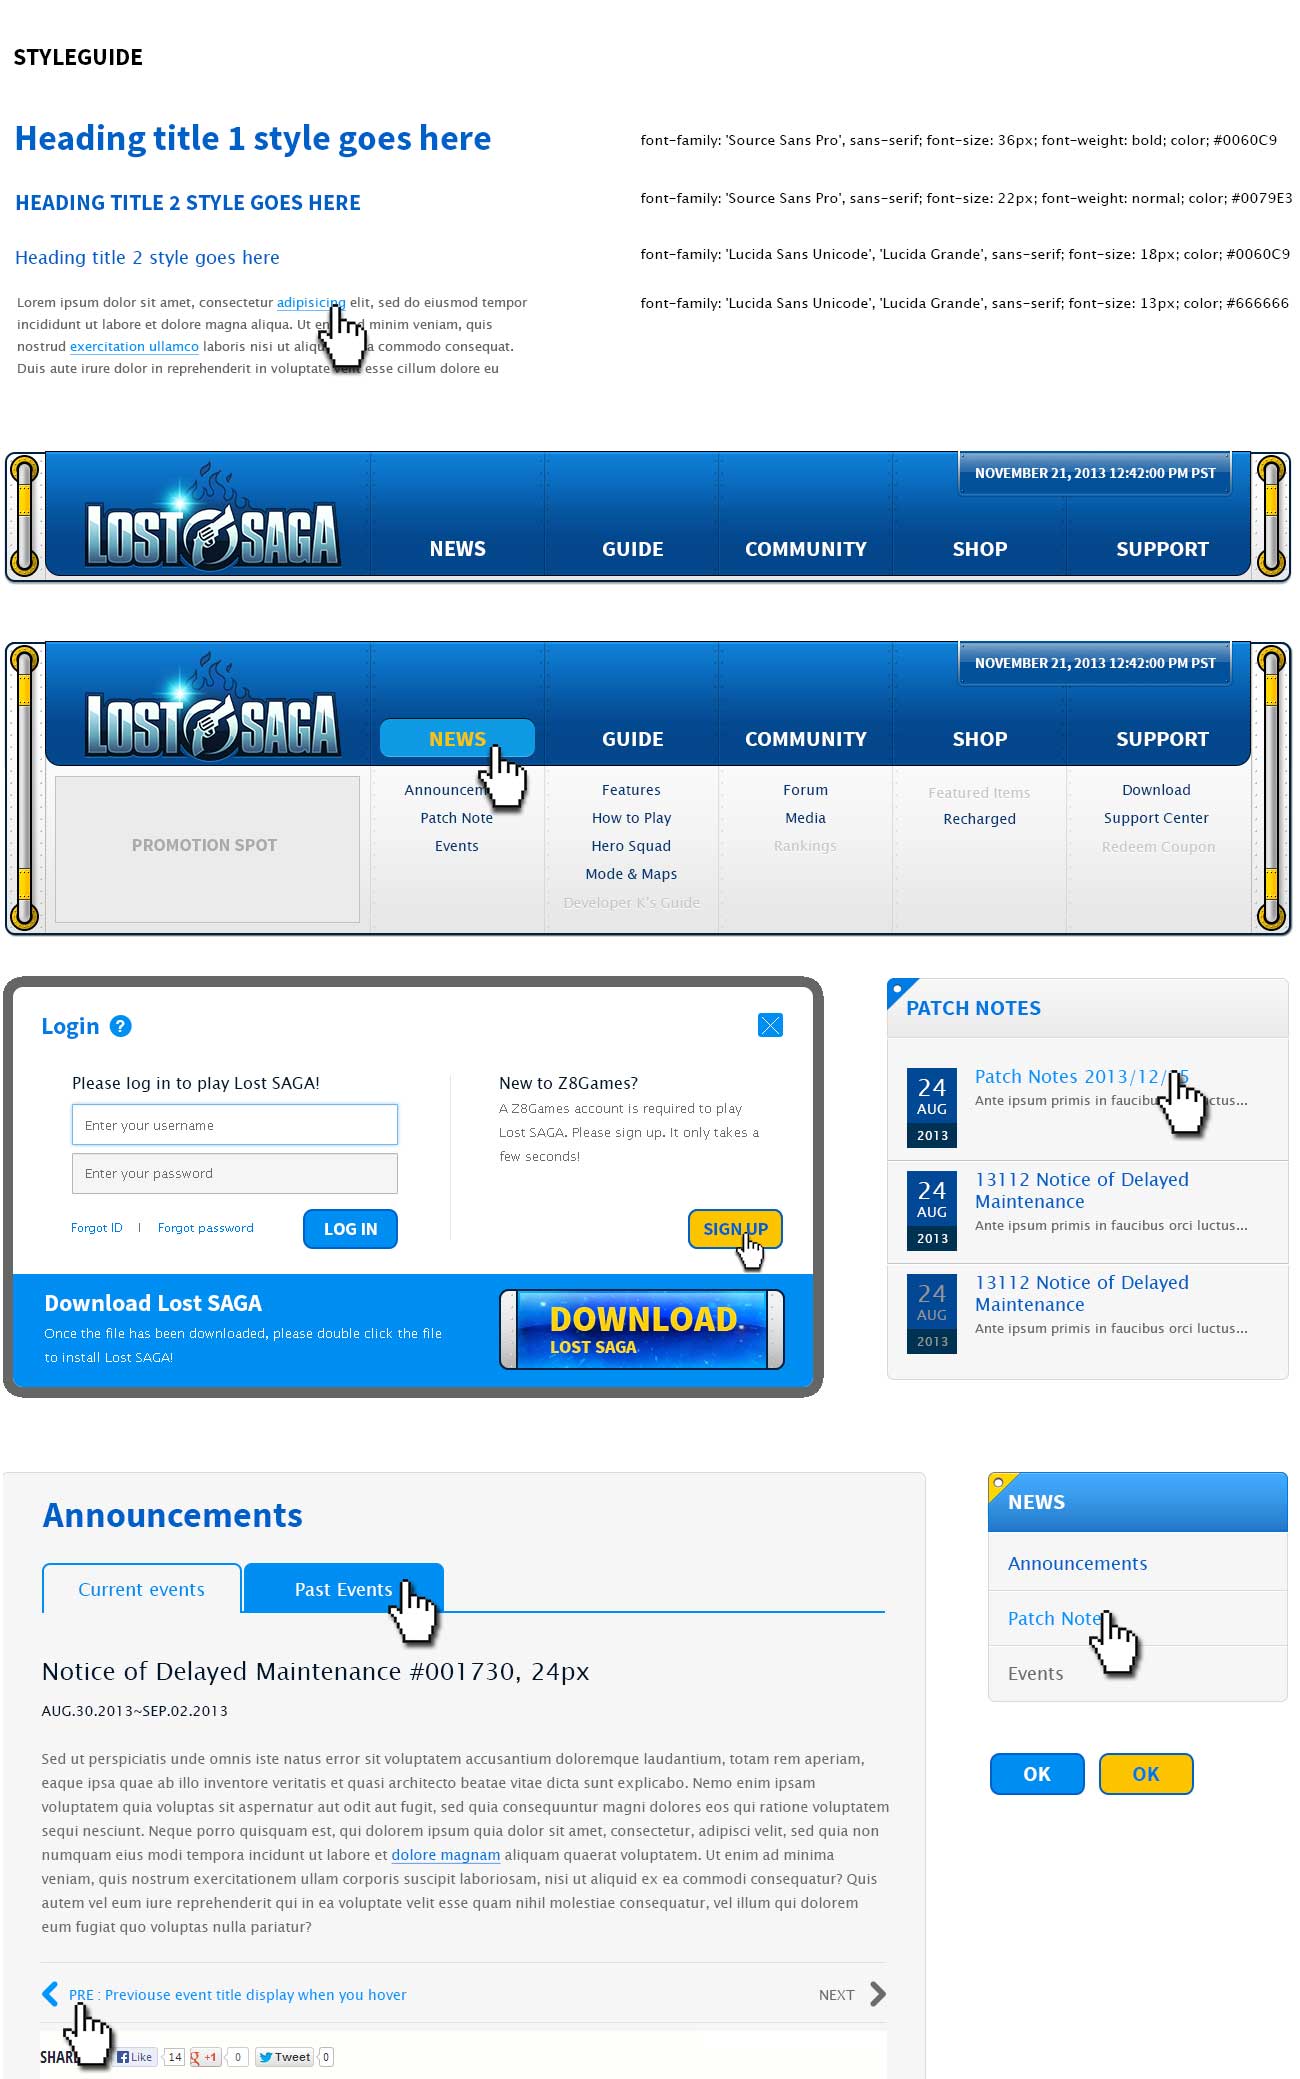 STYLEGUIDE
Heading title 1 style goes here
font-family: 'Source Sans Pro', sans-serif; font-size: 36px; font-weight: bold; color; #0060C9
HEADING TITLE 2 STYLE GOES HERE
font-family: 'Source Sans Pro', sans-serif; font-size: 22px; font-weight: normal; color; #0079E3
Heading title 2 style goes here
font-family: 'Lucida Sans Unicode', 'Lucida Grande', sans-serif; font-size: 18px; color; #0060C9
Lorem ipsum dolor sit amet, consectetur adipisicing elit, sed do eiusmod tempor
incididunt ut labore et dolore magna aliqua. Ut minim veniam, quis
nostrud exercitation ullamco laboris nisi ut commodo consequat.
Duis aute irure dolor in reprehenderit in voluptate esse cillum dolore eu
font-family: 'Lucida Sans Unicode', 'Lucida Grande', sans-serif; font-size: 13px; color; #666666
NOVEMBER 21, 2013 12:42:00 PM PST
LOST SAGA
NEWS
GUIDE
COMMUNITY
SHOP
SUPPORT
NOVEMBER 21, 2013 12:42:00 PM PST
LOST SAGA
NEWS
GUIDE
COMMUNITY
SHOP
SUPPORT
PROMOTION SPOT
Patch Note
Events
Features
How to Play
Hero Squad
Mode & Maps
Developer K's Guide
Forum
Media
Rankings
Featured Items
Recharged
Download
Support Center
Redeem Coupon
Login ?
Please log in to play Lost SAGA!
Enter your username
Enter your password
Forgot ID | Forgot password
LOG IN
New to Z8Games?
A Z8Games account is required to play
Lost SAGA. Please sign up. It only takes a
few seconds!
SIGN UP
Download Lost SAGA
Once the file has been downloaded, please double click the file
to install Lost SAGA!
DOWNLOAD
LOST SAGA
PATCH NOTES
24
AUG
2013
Patch Notes 2013/12/
Ante ipsum primis in faucibus luctus...
24
AUG
2013
13112 Notice of Delayed
Maintenance
Ante ipsum primis in faucibus orci luctus...
24
AUG
2013
13112 Notice of Delayed
Maintenance
Ante ipsum primis in faucibus orci luctus...
Announcements
Current events
Past Events
Notice of Delayed Maintenance #001730, 24px
AUG.30.2013~SEP.02.2013
Sed ut perspiciatis unde omnis iste natus error sit voluptatem accusantium doloremque laudantium, totam rem aperiam,
eaque ipsa quae ab illo inventore veritatis et quasi architecto beatae vitae dicta sunt explicabo. Nemo enim ipsam
voluptatem quia voluptas sit aspernatur aut odit aut fugit, sed quia consequuntur magni dolores eos qui ratione voluptatem
sequi nesciunt. Neque porro quisquam est, qui dolorem ipsum quia dolor sit amet, consectetur, adipisci velit, sed quia non
numquam eius modi tempora incidunt ut labore et dolore magnam aliquam quaerat voluptatem. Ut enim ad minima
veniam, quis nostrum exercitationem ullam corporis suscipit laboriosam, nisi ut aliquid ex ea commodi consequatur? Quis
autem vel eum iure reprehenderit qui in ea voluptate velit esse quam nihil molestiae consequatur, vel illum qui dolorem
eum fugiat quo voluptas nulla pariatur?
PRE : Previouse event title display when you hover
NEXT
SHARE
Like 14
+1 0
Tweet 0
NEWS
Announcements
Patch Note
Events
OK
OK